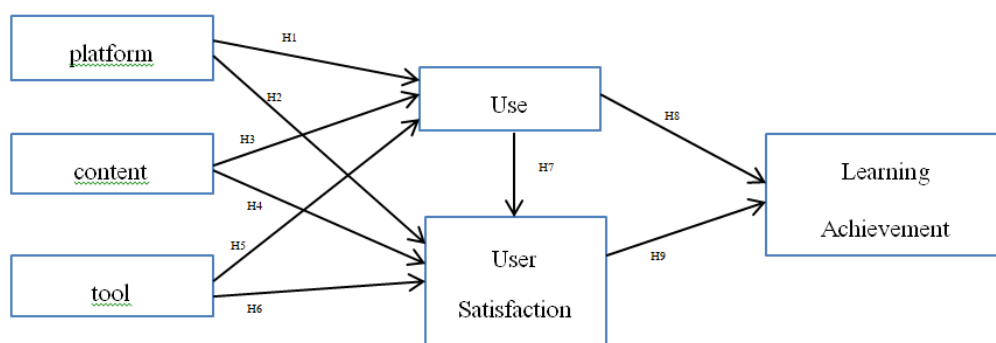 platform
H1
H2
Use
H8
content
H3
H4
H7
Learning
Achievement
tool
H5
H6
User
Satisfaction
H9